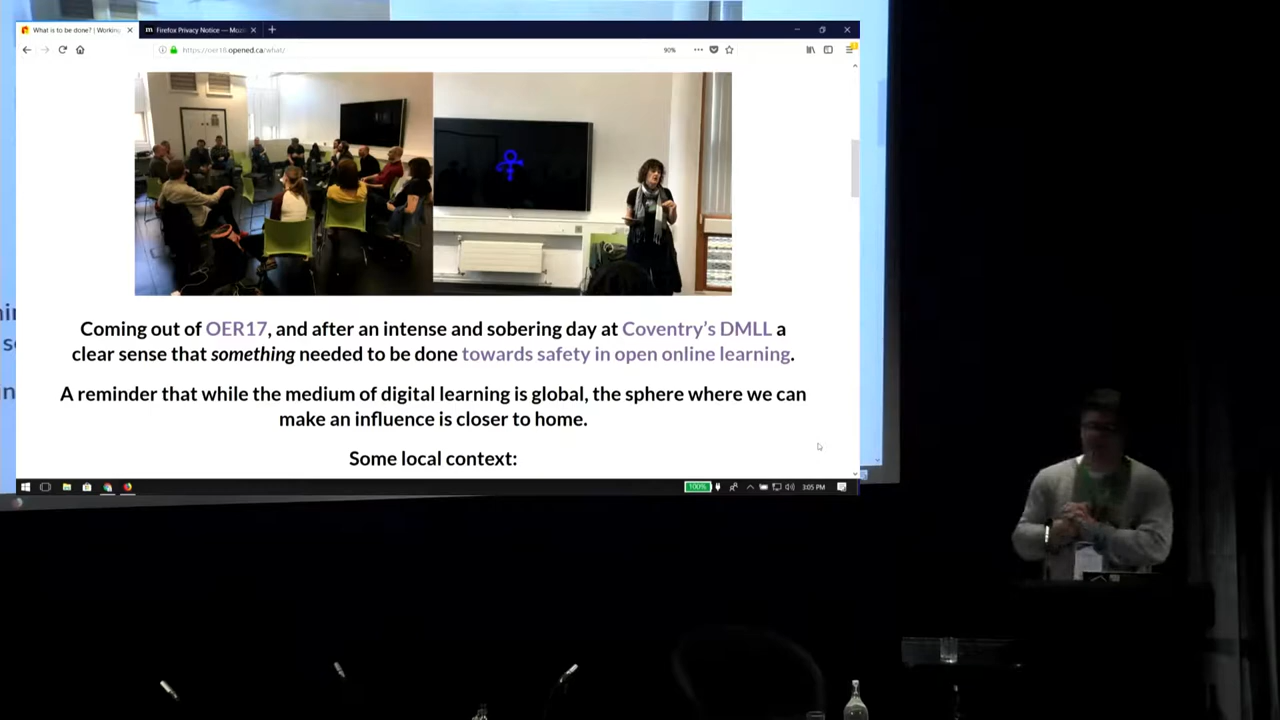 What is to be done? | Working
Firefox Privacy Notice — Mozi
https://oer18.opened.ca/what/
90%
Coming out of OER17, and after an intense and sobering day at Coventry's DMLL a
clear sense that something needed to be done towards safety in open online learning.
A reminder that while the medium of digital learning is global, the sphere where we can
make an influence is closer to home.
Some local context:
100%
3:05 PM